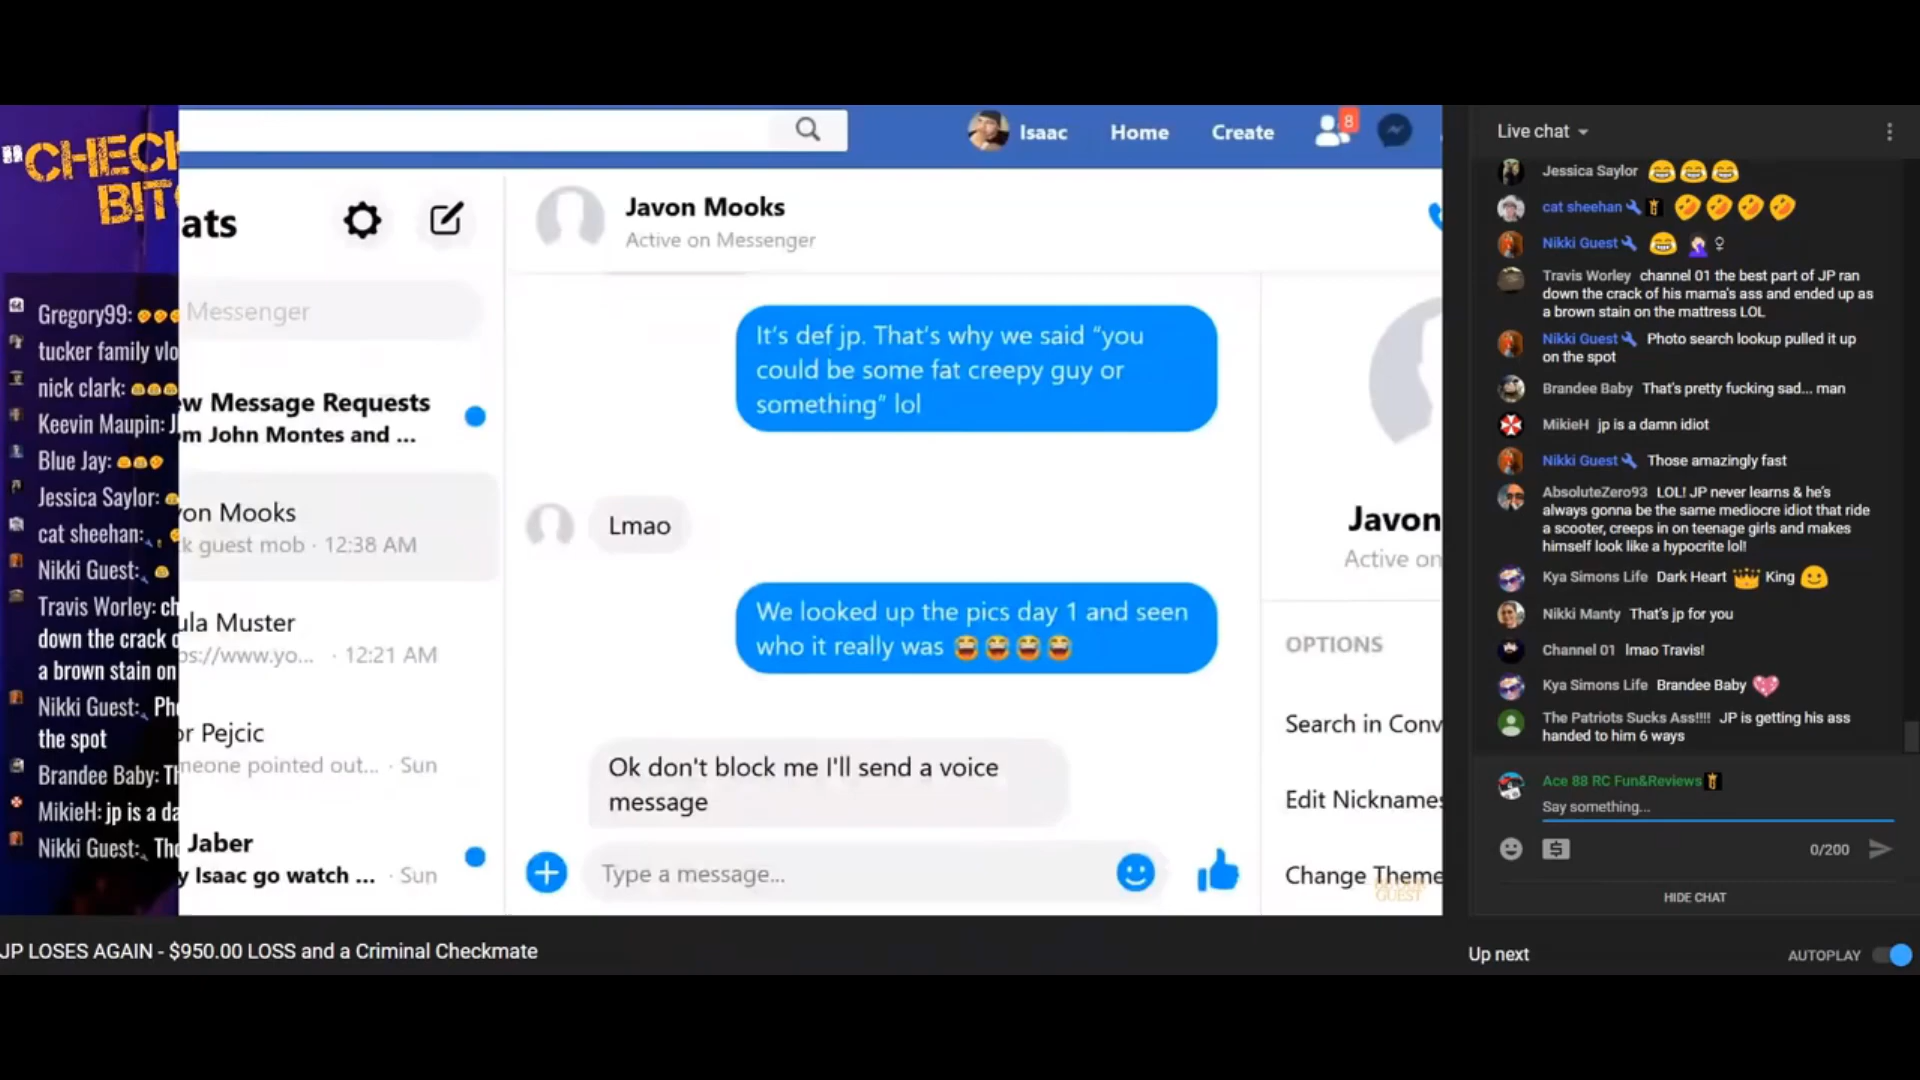 "CHECK
BIT
Gregory99:
tucker family vlo
nick clark:
Keevin Maupin: J
Blue Jay:
Jessica Saylor:
cat sheehan:
Nikki Guest:
Travis Worley: ch
down the crack o
a brown stain on
Nikki Guest: Pho
the spot
Brandee Baby: Th
MikieH: jp is a da
Nikki Guest: Tho
Isaac
Home
Create
8
ats
Messenger
w Message Requests
m John Montes and ...
on Mooks
k guest mob · 12:38 AM
ula Muster
ps://www.yo... · 12:21 AM
or Pejcic
meone pointed out... · Sun
Jaber
y Isaac go watch ... · Sun
Javon Mooks
Active on Messenger
It's def jp. That's why we said “you
could be some fat creepy guy or
something” lol
Lmao
We looked up the pics day 1 and seen
who it really was 😂😂😂😂
Ok don't block me I'll send a voice
message
Type a message...
Javon
Active on
OPTIONS
Search in Conv
Edit Nicknames
Change Theme
GUEST
Live chat
Jessica Saylor 😂😂😂
cat sheehan 🤣🤣🤣🤣
Nikki Guest 😂🤦🏻♀
Travis Worley channel 01 the best part of JP ran
down the crack of his mama's ass and ended up as
a brown stain on the mattress LOL
Nikki Guest Photo search lookup pulled it up
on the spot
Brandee Baby That's pretty fucking sad... man
MikieH jp is a damn idiot
Nikki Guest Those amazingly fast
AbsoluteZero93 LOL! JP never learns & he's
always gonna be the same mediocre idiot that ride
a scooter, creeps in on teenage girls and makes
himself look like a hypocrite lol!
Kya Simons Life Dark Heart 👑 King 🙂
Nikki Manty That's jp for you
Channel 01 lmao Travis!
Kya Simons Life Brandee Baby 💖
The Patriots Sucks Ass!!!! JP is getting his ass
handed to him 6 ways
Ace 88 RC Fun&Reviews
Say something...
0/200
HIDE CHAT
JP LOSES AGAIN - $950.00 LOSS and a Criminal Checkmate
Up next
AUTOPLAY